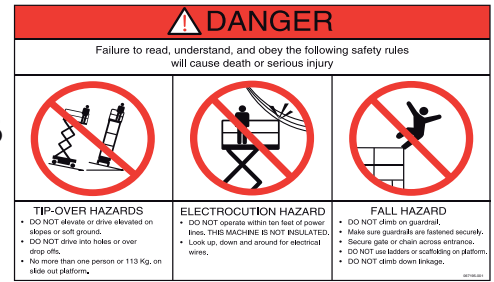 DANGER
Failure to read, understand, and obey the following safety rules
will cause death or serious injury
TIP-OVER HAZARDS
• DO NOT elevate or drive elevated on
slopes or soft ground.
• DO NOT drive into holes or over
drop offs.
• No more than one person or 113 Kg. on
slide out platform.
ELECTROCUTION HAZARD
• DO NOT operate within ten feet of power
lines. THIS MACHINE IS NOT INSULATED.
• Look up, down and around for electrical
wires.
FALL HAZARD
• DO NOT climb on guardrail.
• Make sure guardrails are fastened securely.
• Secure gate or chain across entrance.
• DO NOT use ladders or scaffolding on platform.
• DO NOT climb down linkage.